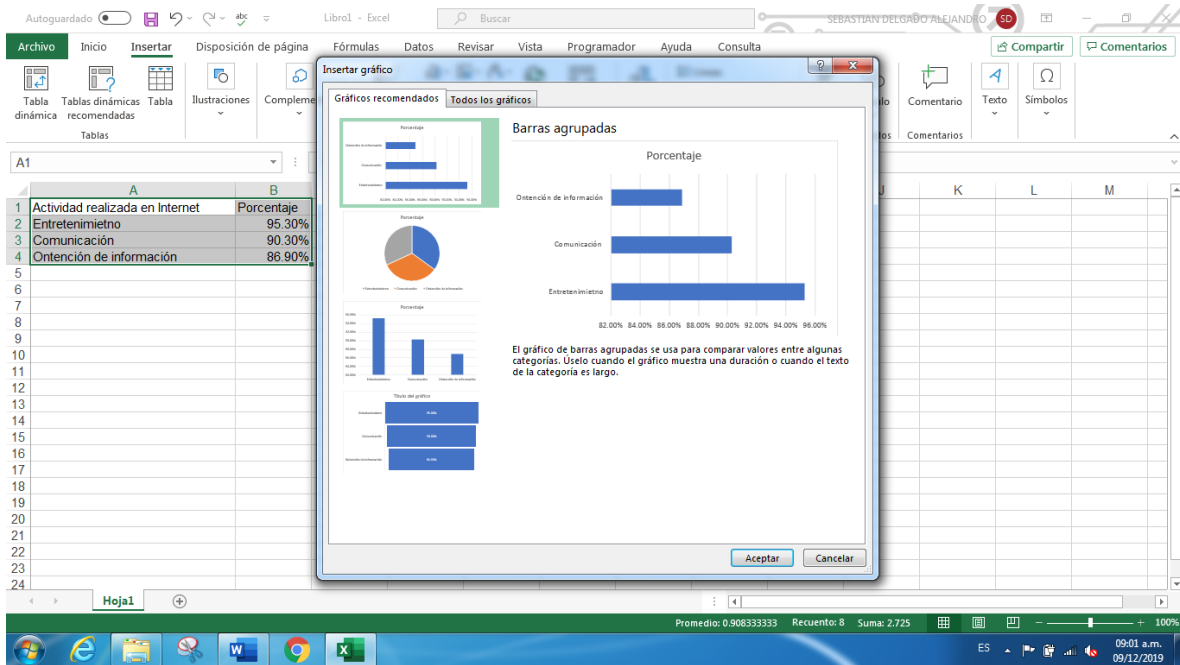 Autoguardado
Libro1 - Excel
Buscar
SEBASTIAN DELGADO ALEJANDRO
SD
Archivo Inicio Insertar Disposición de página Fórmulas Datos Revisar Vista Programador Ayuda Consulta
Compartir Comentarios
Tabla dinámica
Tablas dinámicas recomendadas
Tabla
Ilustraciones
Compleme
Comentario
Texto
Símbolos
Tablas
Comentarios
A1
A B J K L M
1 Actividad realizada en Internet Porcentaje
2 Entretenimietno 95.30%
3 Comunicación 90.30%
4 Ontención de información 86.90%
5
6
7
8
9
10
11
12
13
14
15
16
17
18
19
20
21
22
23
24
Insertar gráfico
Gráficos recomendados Todos los gráficos
Porcentaje
Porcentaje
Porcentaje
Título del gráfico
Barras agrupadas
Porcentaje
Ontención de información
Comunicación
Entretenimietno
82.00% 84.00% 86.00% 88.00% 90.00% 92.00% 94.00% 96.00%
El gráfico de barras agrupadas se usa para comparar valores entre algunas
categorías. Úselo cuando el gráfico muestra una duración o cuando el texto
de la categoría es largo.
Aceptar Cancelar
Hoja1
Promedio: 0.908333333 Recuento: 8 Suma: 2.725 100%
ES
09:01 a.m.
09/12/2019